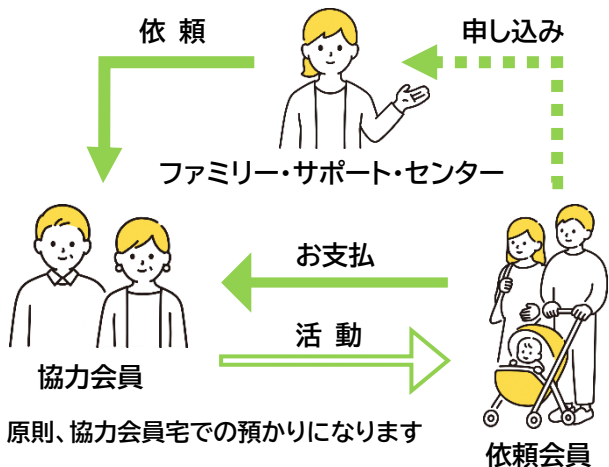 依 頼
申し込み
ファミリー・サポート・センター
お支払
活 動
協力会員
原則、協力会員宅での預かりになります
依頼会員